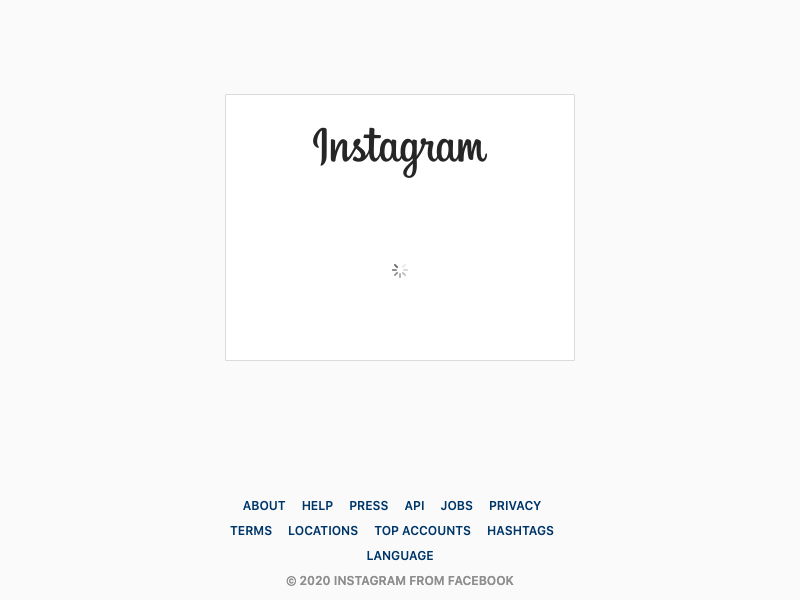 Instagram
ABOUT HELP PRESS API JOBS PRIVACY
TERMS LOCATIONS TOP ACCOUNTS HASHTAGS
LANGUAGE
© 2020 INSTAGRAM FROM FACEBOOK